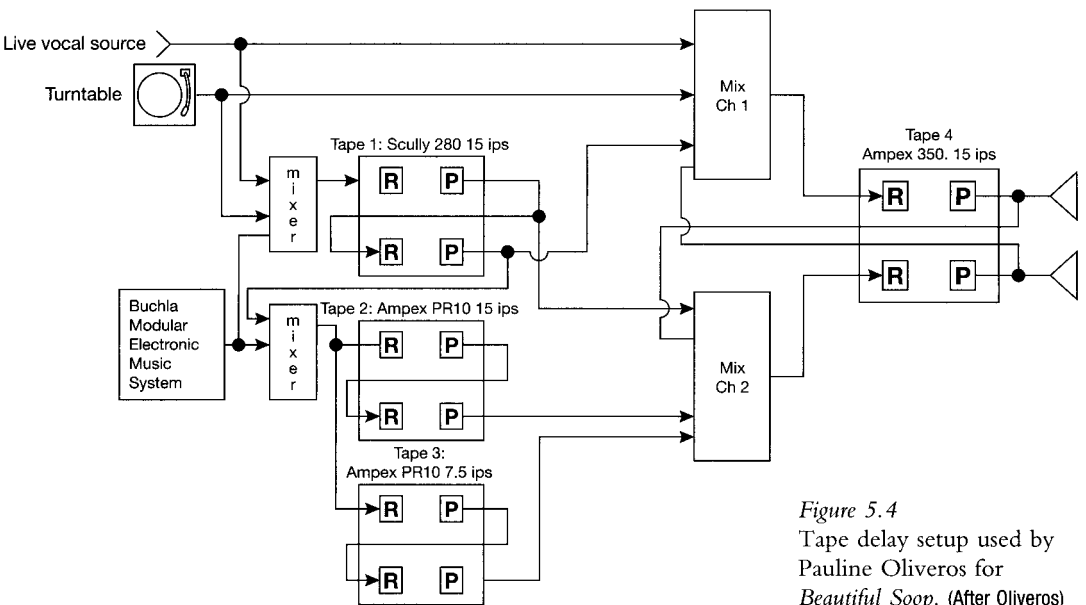 Live vocal source
Turntable
Mix
Ch 1
Tape 4
Ampex 350. 15 ips
Tape 1: Scully 280 15 ips
mixer
R P
R P
R P
R P
Buchla
Modular
Electronic
Music
System
Tape 2: Ampex PR10 15 ips
mixer
R P
R P
Mix
Ch 2
Tape 3:
Ampex PR10 7.5 ips
R P
R P
Figure 5.4
Tape delay setup used by
Pauline Oliveros for
Beautiful Soop. (After Oliveros)